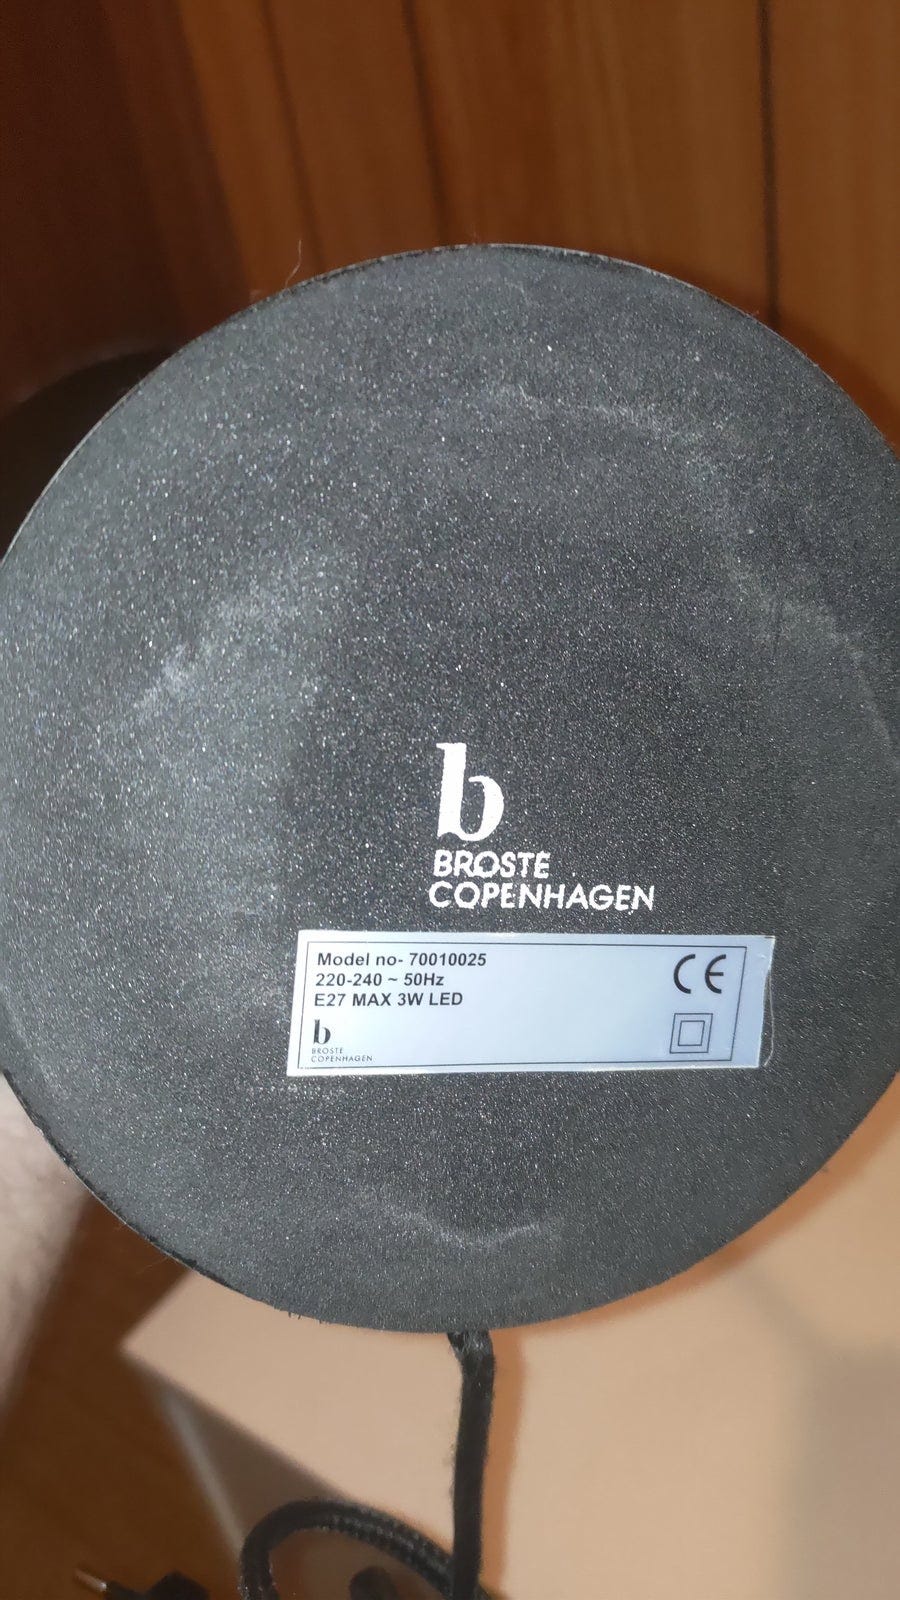 b
BROSTE
COPENHAGEN
Model no- 70010025
220-240 ~ 50Hz
E27 MAX 3W LED
CE
b
BROSTE
COPENHAGEN